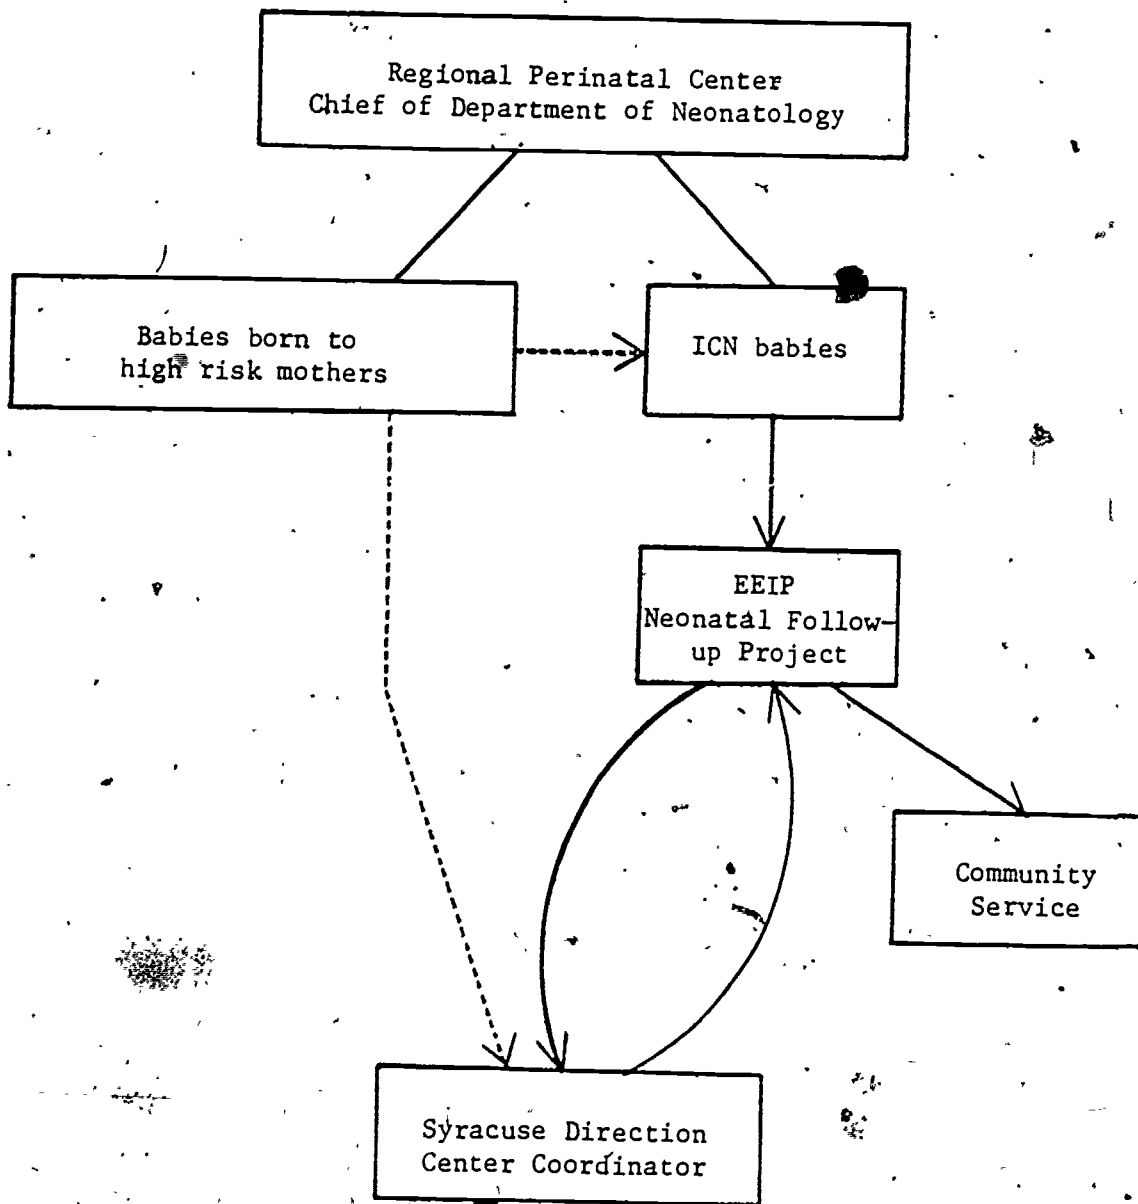 Regional Perinatal Center
Chief of Department of Neonatology
Babies born to
high risk mothers
ICN babies
EEIP
Neonatal Follow-
up Project
Community
Service
Syracuse Direction
Center Coordinator